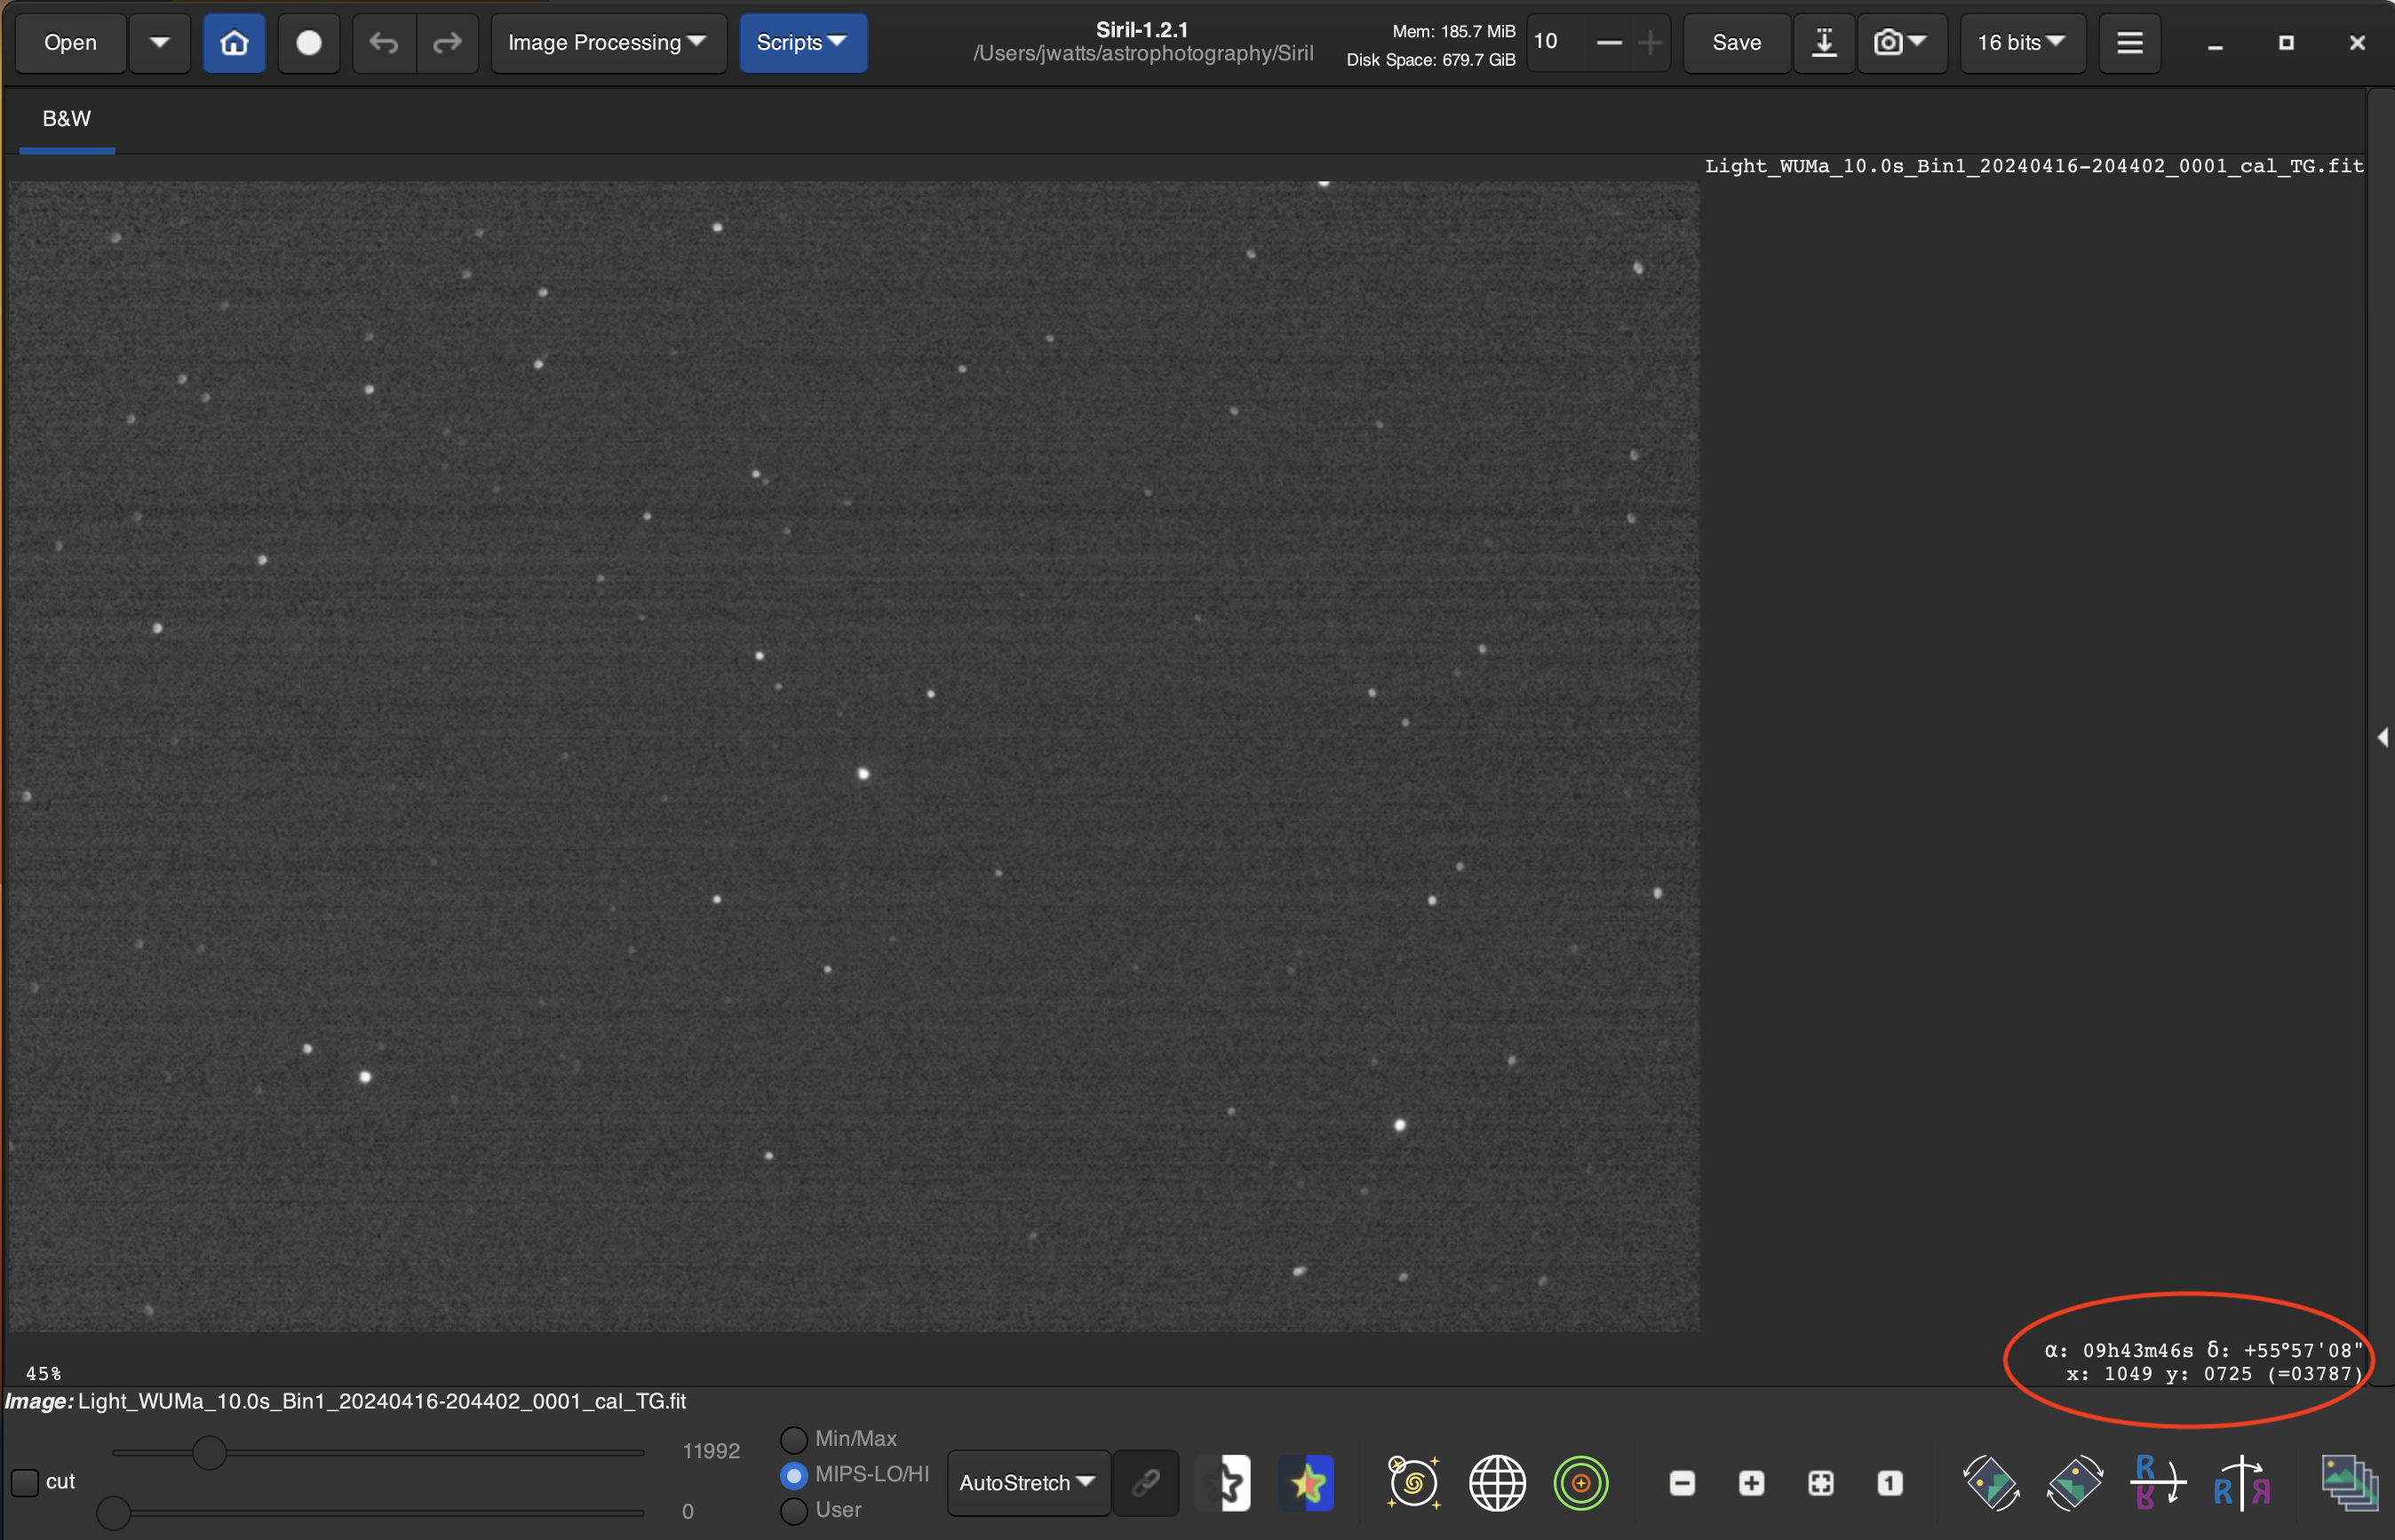 Open
Image Processing
Scripts
Siril-1.2.1
/Users/jwatts/astrophotography/Siril
Mem: 185.7 MiB
Disk Space: 679.7 GiB
10
Save
16 bits
B&W
Light_WUMa_10.0s_Bin1_20240416-204402_0001_cal_TG.fit
α: 09h43m46s δ: +55°57'08"
x: 1049 y: 0725 (=03787)
45%
Image: Light_WUMa_10.0s_Bin1_20240416-204402_0001_cal_TG.fit
11992
Min/Max
cut
MIPS-LO/HI
AutoStretch
1
0
User